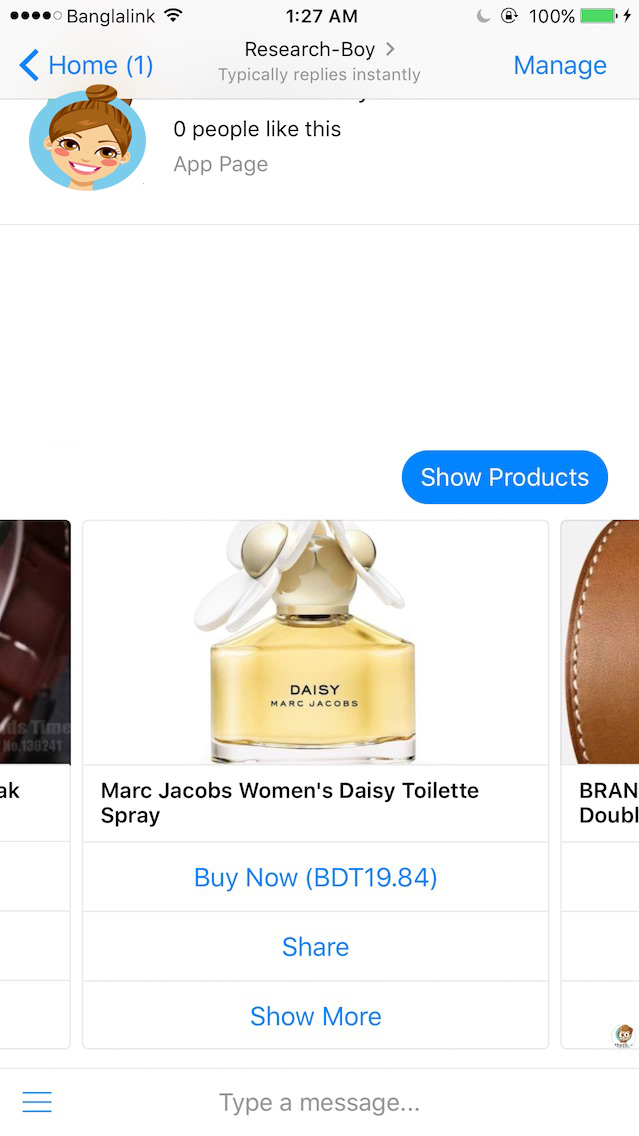 Banglalink
1:27 AM
100%
Home (1)
Research-Boy
Manage
Typically replies instantly
0 people like this
App Page
Show Products
DAISY
MARC JACOBS
Time
No.136241
ak
Marc Jacobs Women's Daisy Toilette
Spray
BRAN
Doubl
Buy Now (BDT19.84)
Share
Show More
Type a message...